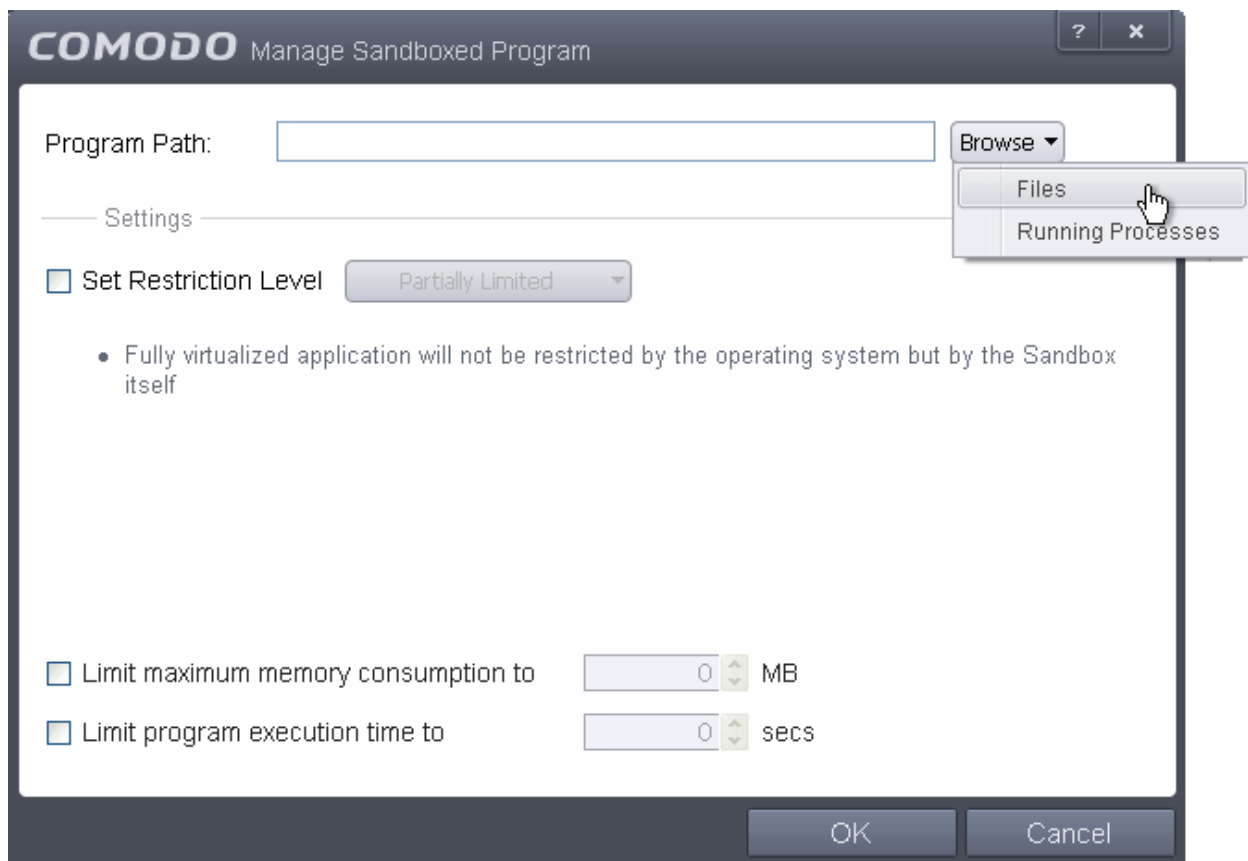 COMODO Manage Sandboxed Program
? ×
Program Path:
Browse
Files
Running Processes
Settings
Set Restriction Level
Partially Limited
• Fully virtualized application will not be restricted by the operating system but by the Sandbox
itself
Limit maximum memory consumption to 0 MB
Limit program execution time to 0 secs
OK
Cancel